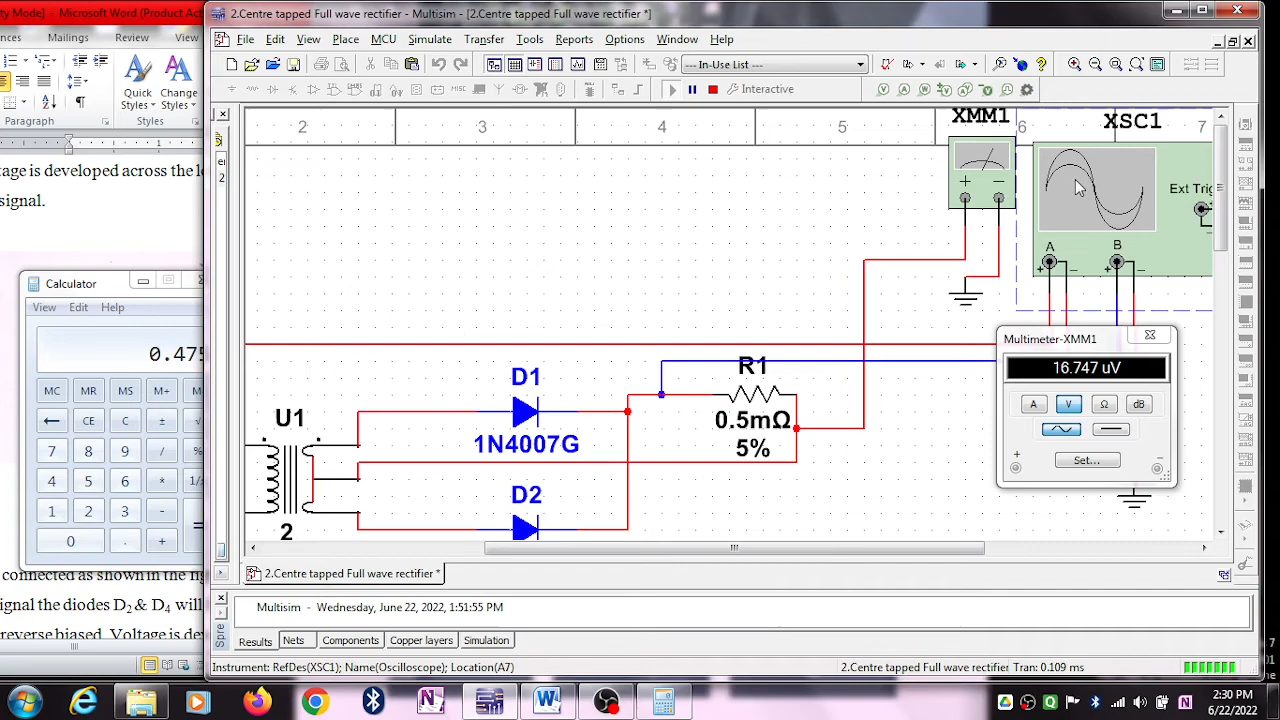 ty Mode] - Microsoft Word (Product Acti
nces Mailings Review View
Styles Change Styles
Paragraph Styles
tage is developed across the lo
signal.
Calculator
View Edit Help
0.475
MC MR MS M+
← CE C ±
7 8 9 / %
4 5 6 * 1/
1 2 3 - =
0 . +
connected as shown in the fig
gnal the diodes D2 & D4 will
reverse biased. Voltage is de
2.Centre tapped Full wave rectifier - Multisim - [2.Centre tapped Full wave rectifier *]
File Edit View Place MCU Simulate Transfer Tools Reports Options Window Help
--- In-Use List ---
Interactive
2 3 4 5 6 7
XMM1
XSC1
Ext Trig
A B
Multimeter-XMM1
16.747 uV
A V Ω dB
Set...
R1
0.5mΩ
5%
D1
1N4007G
D2
U1
2
2.Centre tapped Full wave rectifier *
Multisim - Wednesday, June 22, 2022, 1:51:55 PM
Spre
Results Nets Components Copper layers Simulation
Instrument: RefDes(XSC1); Name(Oscilloscope); Location(A7)
2.Centre tapped Full wave rectifier Tran: 0.109 ms
2:30 PM
6/22/2022